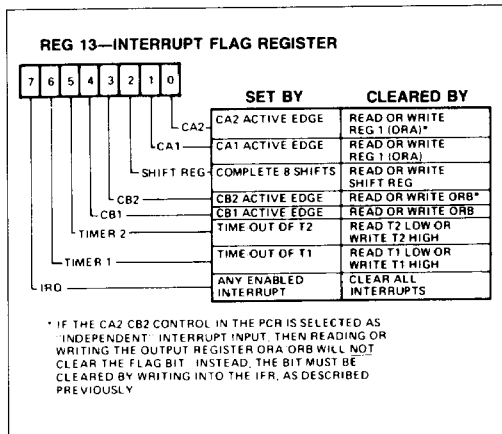 REG 13—INTERRUPT FLAG REGISTER
7 6 5 4 3 2 1 0
SET BY CLEARED BY
CA2 CA2 ACTIVE EDGE READ OR WRITE
REG 1 (ORA)*
CA1 CA1 ACTIVE EDGE READ OR WRITE
REG 1 (ORA)
SHIFT REG COMPLETE 8 SHIFTS READ OR WRITE
SHIFT REG
CB2 CB2 ACTIVE EDGE READ OR WRITE ORB*
CB1 CB1 ACTIVE EDGE READ OR WRITE ORB
TIMER 2 TIME OUT OF T2 READ T2 LOW OR
WRITE T2 HIGH
TIMER 1 TIME OUT OF T1 READ T1 LOW OR
WRITE T1 HIGH
IRQ ANY ENABLED CLEAR ALL
INTERRUPT INTERRUPTS
* IF THE CA2 CB2 CONTROL IN THE PCR IS SELECTED AS
"INDEPENDENT" INTERRUPT INPUT, THEN READING OR
WRITING THE OUTPUT REGISTER ORA ORB WILL NOT
CLEAR THE FLAG BIT INSTEAD, THE BIT MUST BE
CLEARED BY WRITING INTO THE IFR, AS DESCRIBED
PREVIOUSLY